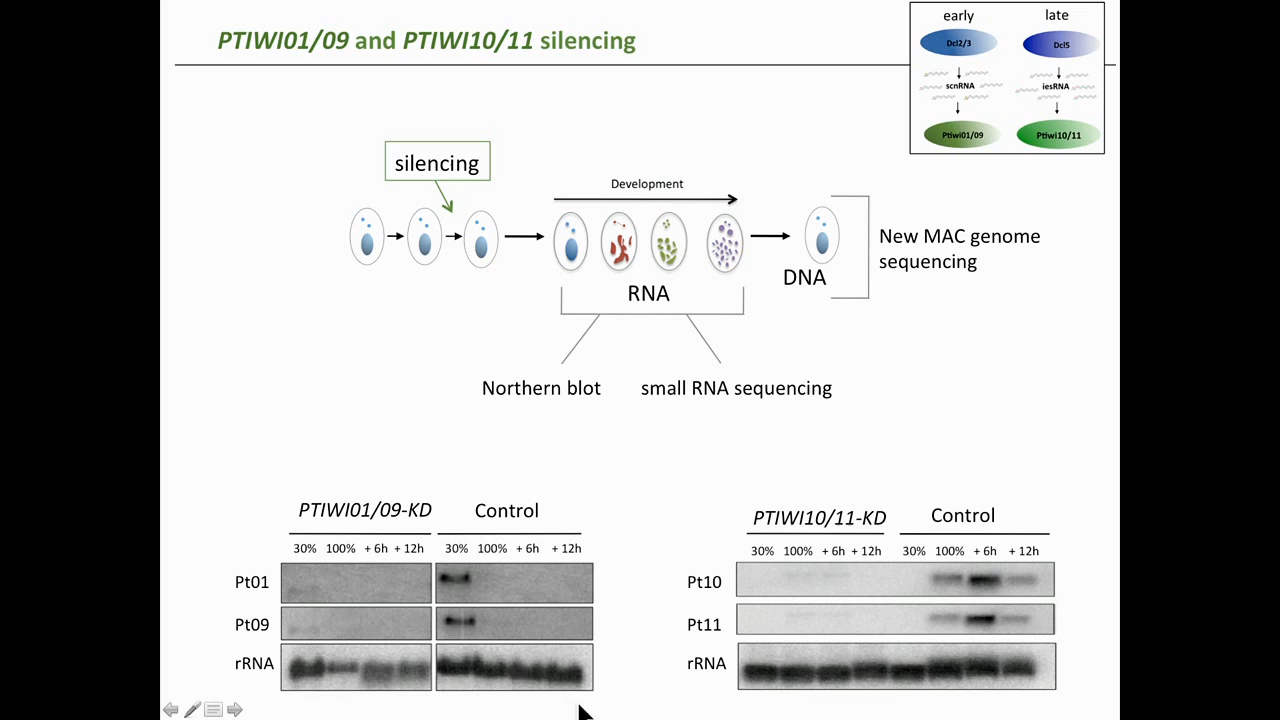 PTIWI01/09 and PTIWI10/11 silencing
early late
Dcl2/3 Dcl5
scnRNA iesRNA
Ptiwi01/09 Ptiwi10/11
silencing
Development
New MAC genome
sequencing
RNA
DNA
Northern blot small RNA sequencing
PTIWI01/09-KD Control
30% 100% + 6h + 12h 30% 100% + 6h + 12h
Pt01
Pt09
rRNA
PTIWI10/11-KD Control
30% 100% + 6h + 12h 30% 100% + 6h + 12h
Pt10
Pt11
rRNA